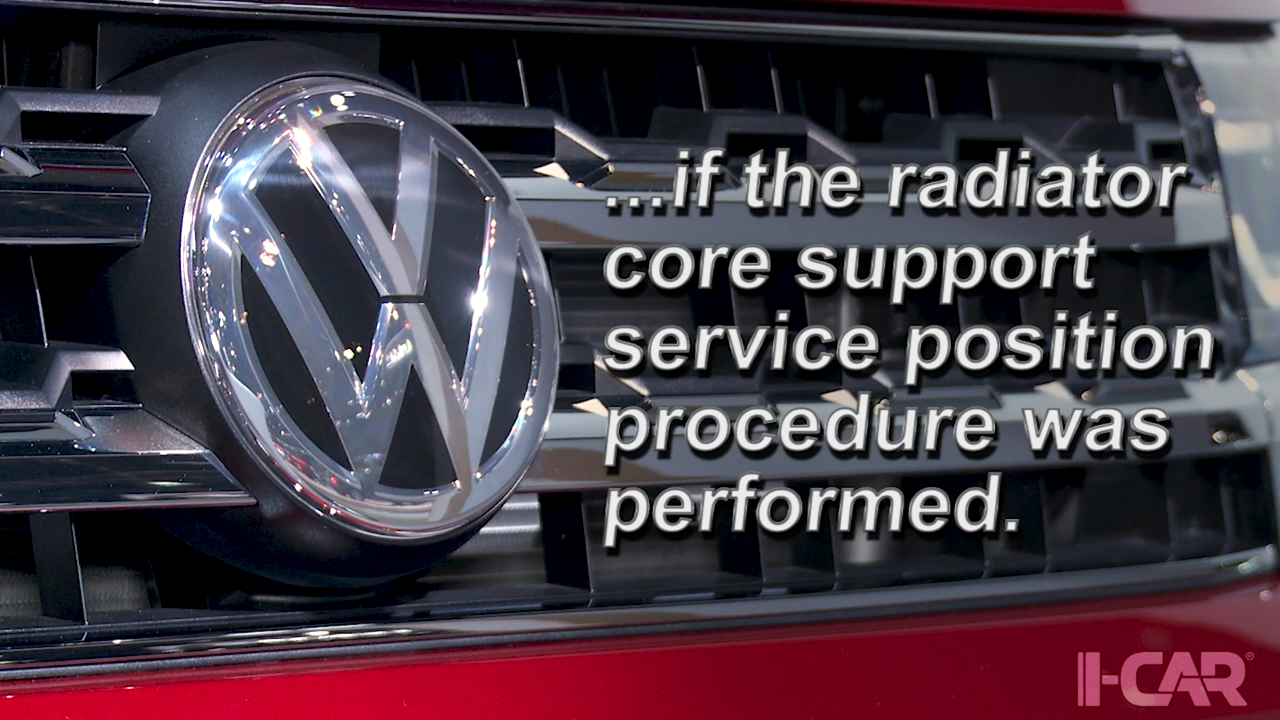 ...if the radiator
core support
service position
procedure was
performed.
I-CAR®